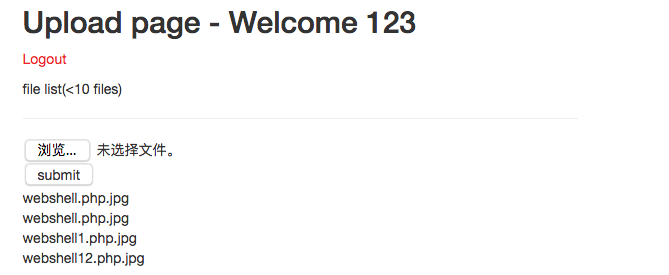 Upload page - Welcome 123
Logout
file list(<10 files)
浏览... 未选择文件。
submit
webshell.php.jpg
webshell.php.jpg
webshell1.php.jpg
webshell12.php.jpg